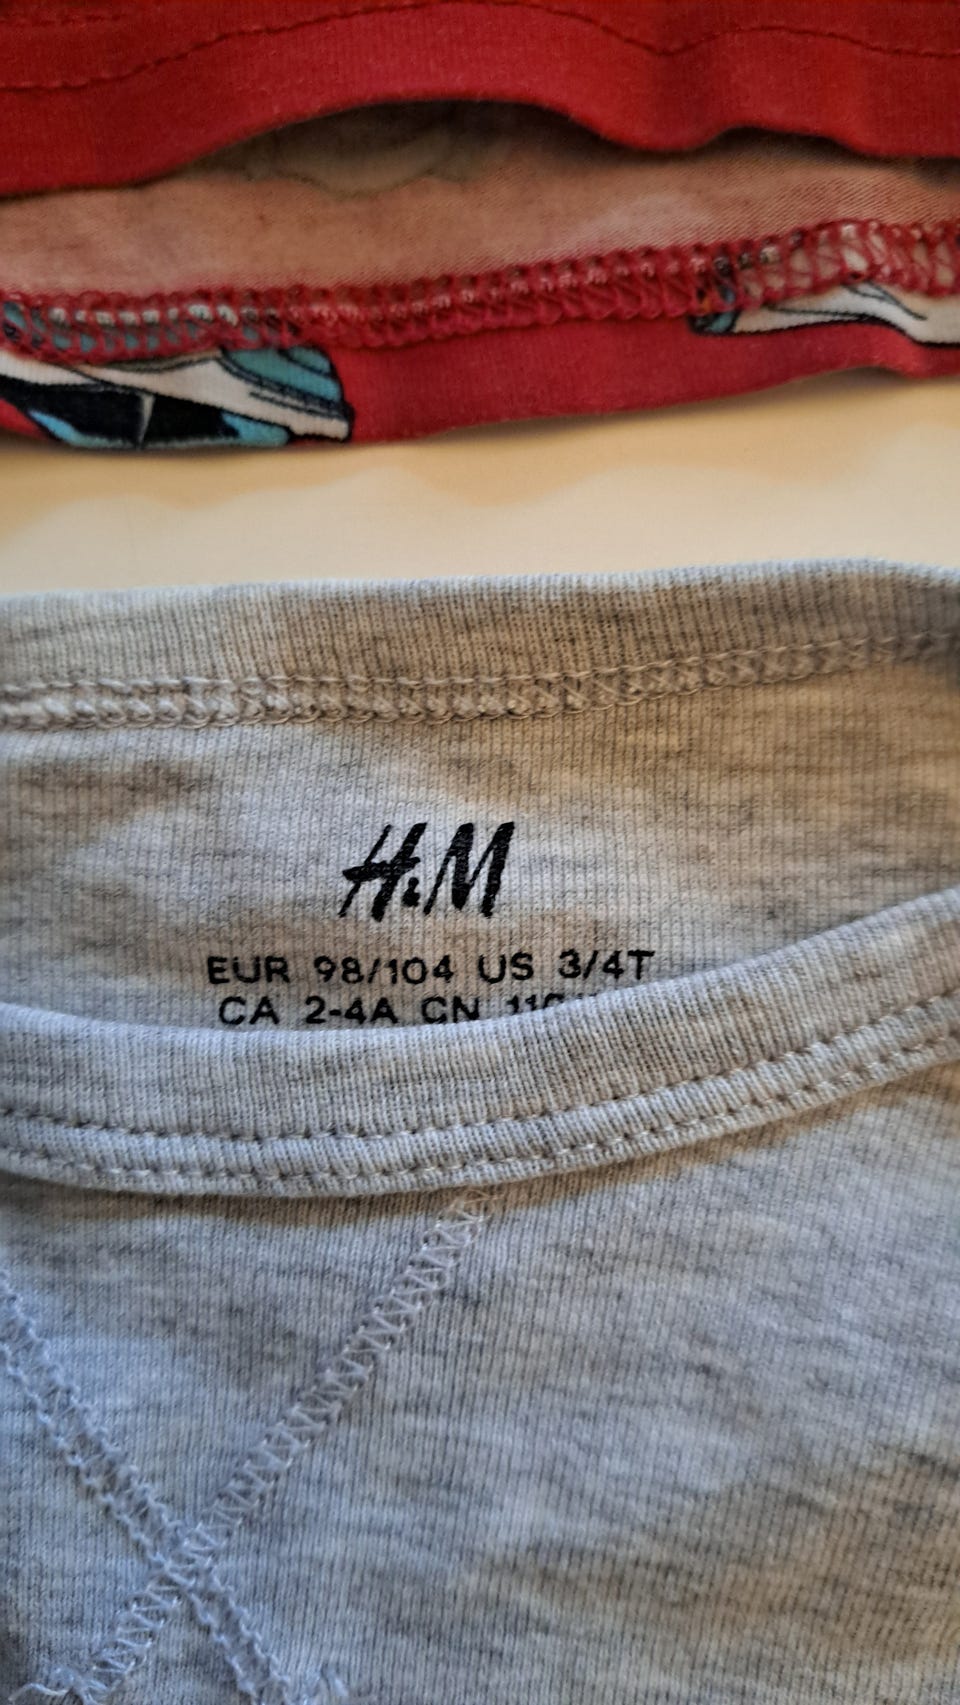 H&M
EUR 98/104 US 3/4T
CA 2-4A CN